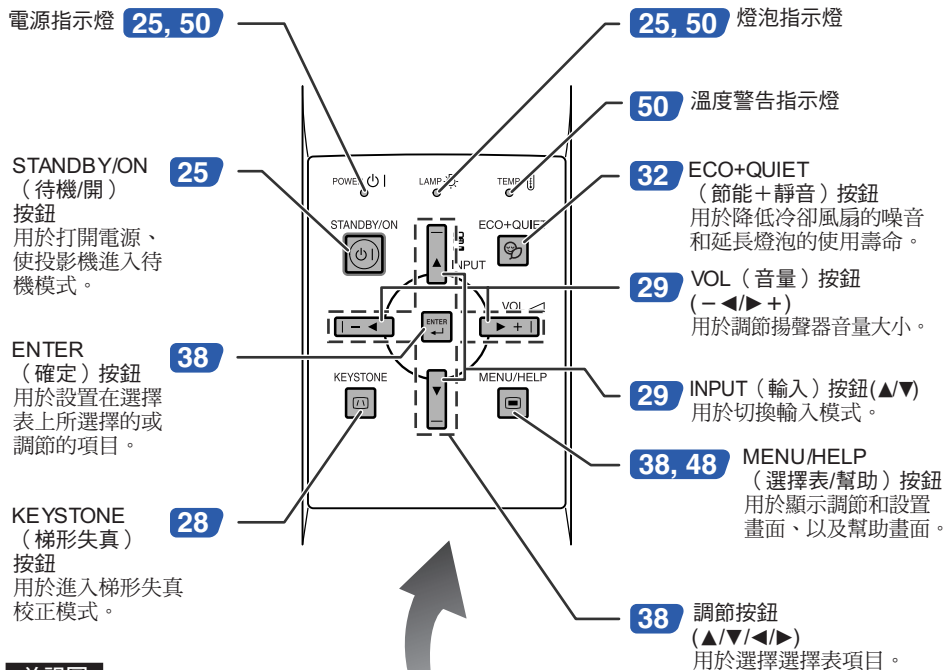 電源指示燈 25, 50
25, 50 燈泡指示燈
50 溫度警告指示燈
STANDBY/ON 25
（待機/開）
按鈕
用於打開電源、
使投影機進入待
機模式。
ENTER 38
（確定）按鈕
用於設置在選擇
表上所選擇的或
調節的項目。
KEYSTONE 28
（梯形失真）
按鈕
用於進入梯形失真
校正模式。
POWER LAMP TEMP
STANDBY/ON ECO+QUIET
INPUT
VOL
− ◀ ENTER ▶ +
▲
▼
KEYSTONE MENU/HELP
32 ECO+QUIET
（節能＋靜音）按鈕
用於降低冷卻風扇的噪音
和延長燈泡的使用壽命。
29 VOL（音量）按鈕
(− ◀/▶ +)
用於調節揚聲器音量大小。
29 INPUT（輸入）按鈕(▲/▼)
用於切換輸入模式。
38, 48 MENU/HELP
（選擇表/幫助）按鈕
用於顯示調節和設置
畫面、以及幫助畫面。
38 調節按鈕
(▲/▼/◀/▶)
用於選擇選擇表項目。